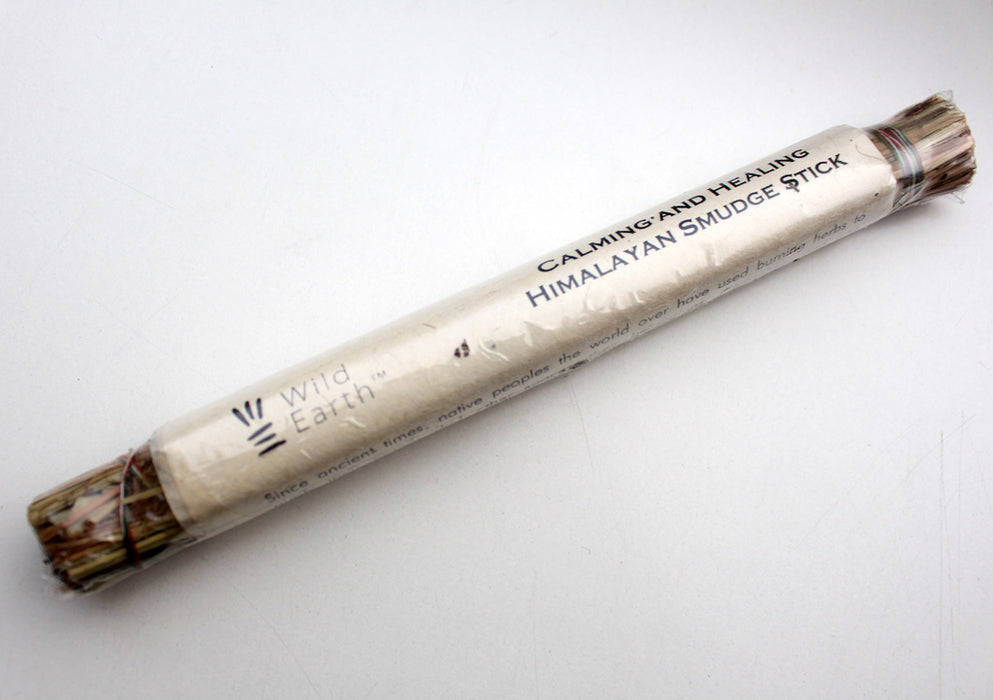 CALMING AND HEALING
HIMALAYAN SMUDGE STICK
Wild
Earth™
Since ancient times, native peoples the world over have used burning herbs to